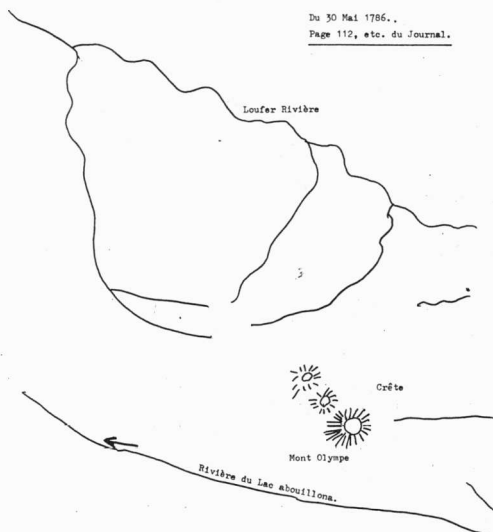 Du 30 Mai 1786..
Page 112, etc. du Journal.
Loufer Rivière
Crête
Mont Olympe
Rivière du Lac abouillona.